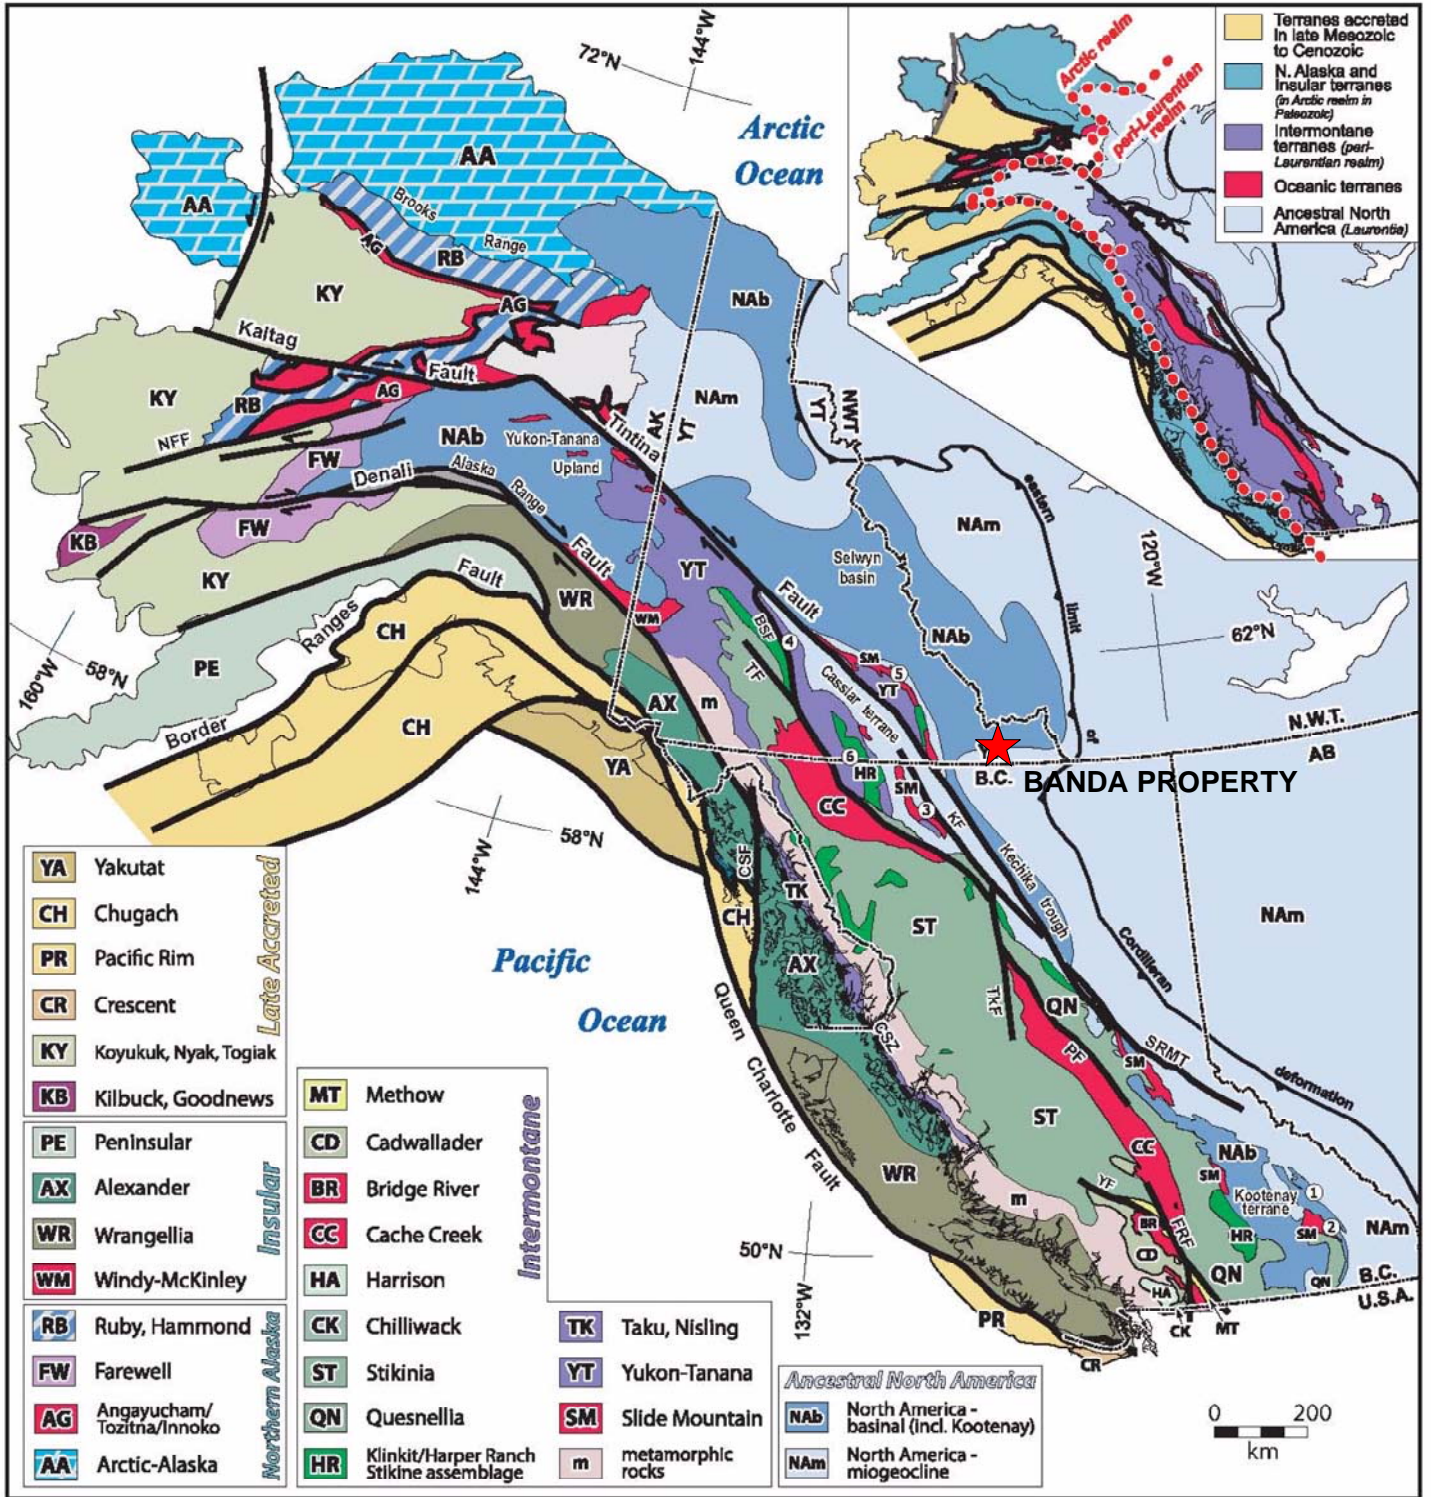 72°N
144°W
Arctic
Ocean
Arctic realm
peri-Laurentian
realm
Terranes accreted
in late Mesozoic
to Cenozoic
N. Alaska and
Insular terranes
(in Arctic realm in
Paleozoic)
Intermontane
terranes (peri-
Laurentian realm)
Oceanic terranes
Ancestral North
America (Laurentia)
AA
AA
Brooks
Range
AG
RB
KY
AG
NAb
Kaltag
Fault
KY
RB
AG
NAm
AK
YT
YT
NWT
NFF
FW
NAb
Yukon-Tanana
Upland
Tintina
Denali
Alaska
Range
Fault
FW
KB
KY
eastern
limit
of
Cordilleran
deformation
NAm
120°W
62°N
Selwyn
basin
NAb
YT
Fault
WR
WM
BSF
4
TF
SM
5
YT
Cassiar terrane
Fault
Ranges
Border
CH
PE
160°W
58°N
CH
AX
m
YA
6
HR
SM
3
CC
KF
N.W.T.
AB
B.C.
BANDA PROPERTY
Kechika
trough
NAm
144°W
58°N
CSF
CH
TK
AX
ST
CSZ
TkF
QN
PF
SRMT
SM
Pacific
Ocean
Queen
Charlotte
Fault
ST
WR
m
CC
YF
BR
FRF
CD
HA
QN
CK
MT
NAb
SM
Kootenay
terrane
1
HR
SM
2
QN
NAm
B.C.
U.S.A.
50°N
132°W
PR
CR
YA Yakutat
CH Chugach
PR Pacific Rim
CR Crescent
KY Koyukuk, Nyak, Togiak
KB Kilbuck, Goodnews
Late Accreted
PE Peninsular
AX Alexander
WR Wrangellia
WM Windy-McKinley
Insular
RB Ruby, Hammond
FW Farewell
AG Angayucham/
Tozitna/Innoko
AA Arctic-Alaska
Northern Alaska
MT Methow
CD Cadwallader
BR Bridge River
CC Cache Creek
HA Harrison
CK Chilliwack
ST Stikinia
QN Quesnellia
HR Klinkit/Harper Ranch
Stikine assemblage
Intermontane
TK Taku, Nisling
YT Yukon-Tanana
SM Slide Mountain
m metamorphic
rocks
Ancestral North America
NAb North America -
basinal (incl. Kootenay)
NAm North America -
miogeocline
0 200
km